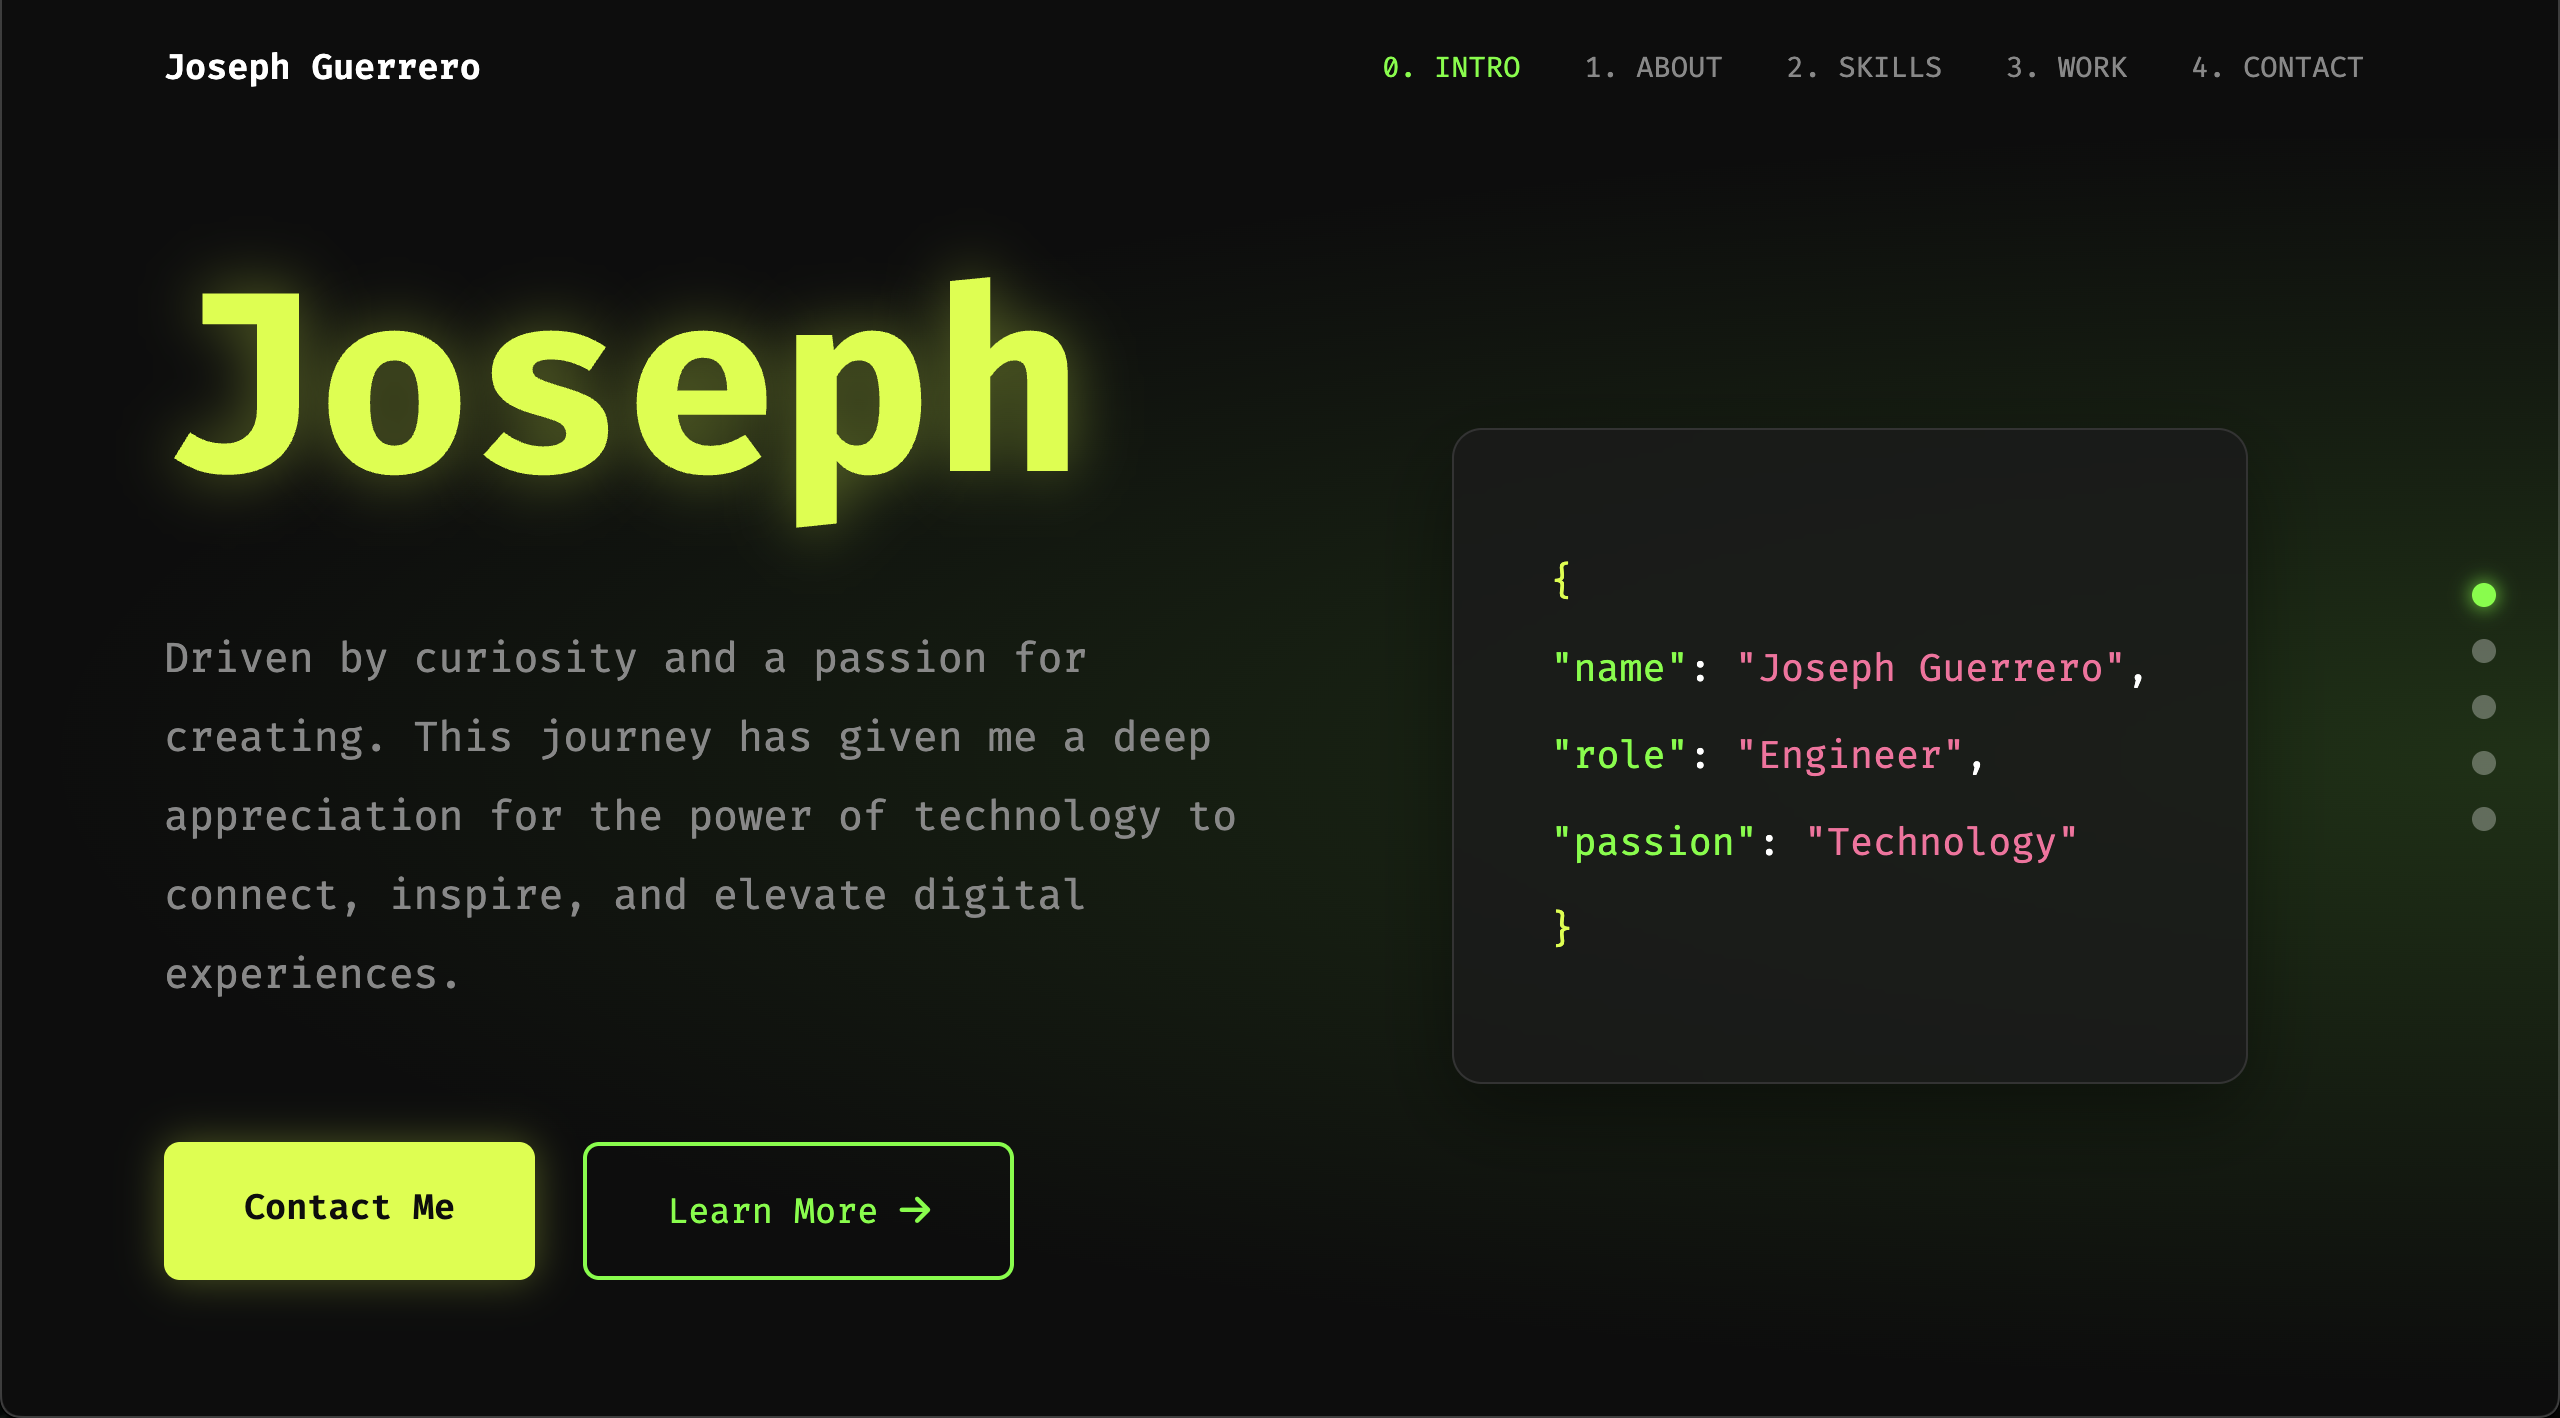 Joseph Guerrero
0. INTRO 1. ABOUT 2. SKILLS 3. WORK 4. CONTACT
Joseph
Driven by curiosity and a passion for
creating. This journey has given me a deep
appreciation for the power of technology to
connect, inspire, and elevate digital
experiences.
Contact Me
Learn More →
{
"name": "Joseph Guerrero",
"role": "Engineer",
"passion": "Technology"
}